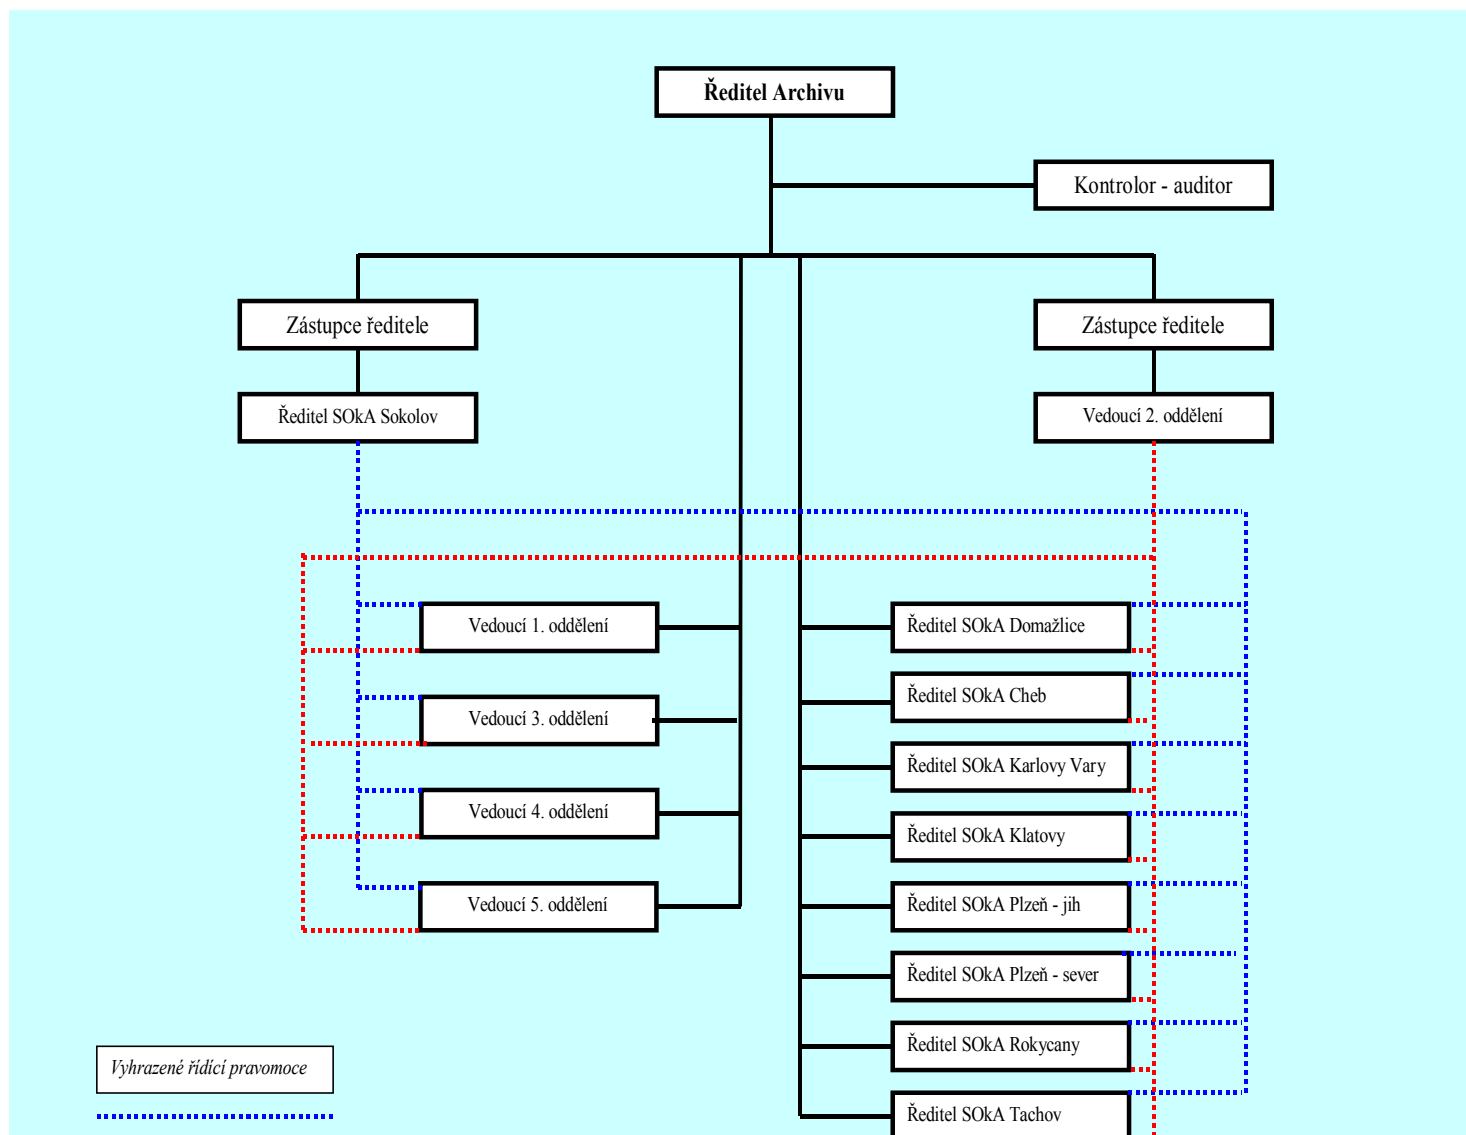 Ředitel Archivu
Kontrolor - auditor
Zástupce ředitele
Zástupce ředitele
Ředitel SOkA Sokolov
Vedoucí 2. oddělení
Vedoucí 1. oddělení
Vedoucí 3. oddělení
Vedoucí 4. oddělení
Vedoucí 5. oddělení
Ředitel SOkA Domažlice
Ředitel SOkA Cheb
Ředitel SOkA Karlovy Vary
Ředitel SOkA Klatovy
Ředitel SOkA Plzeň - jih
Ředitel SOkA Plzeň - sever
Ředitel SOkA Rokycany
Ředitel SOkA Tachov
Vyhrazené řídící pravomoce